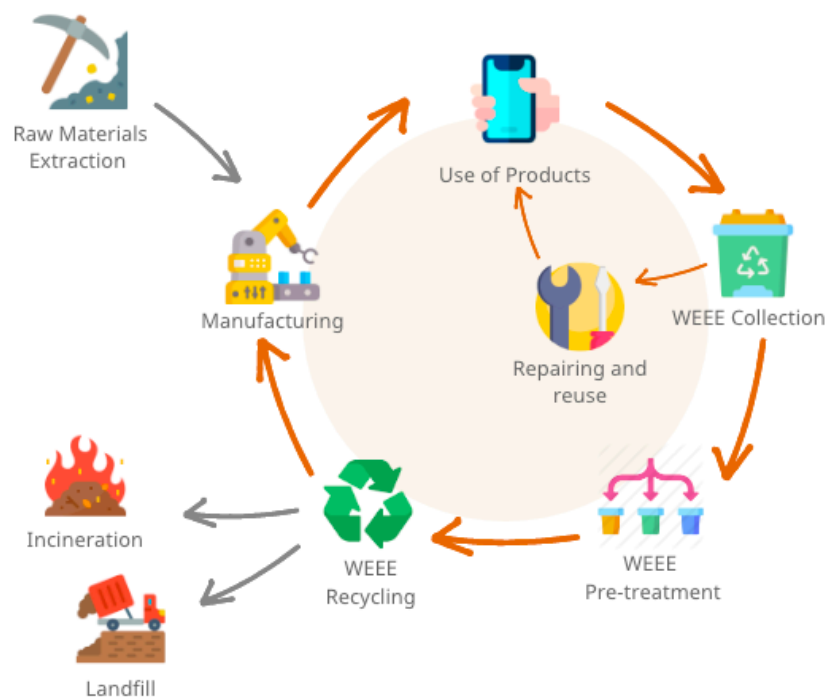 Raw Materials
Extraction
Use of Products
Manufacturing
WEEE Collection
Repairing and
reuse
Incineration
WEEE
Recycling
WEEE
Pre-treatment
Landfill